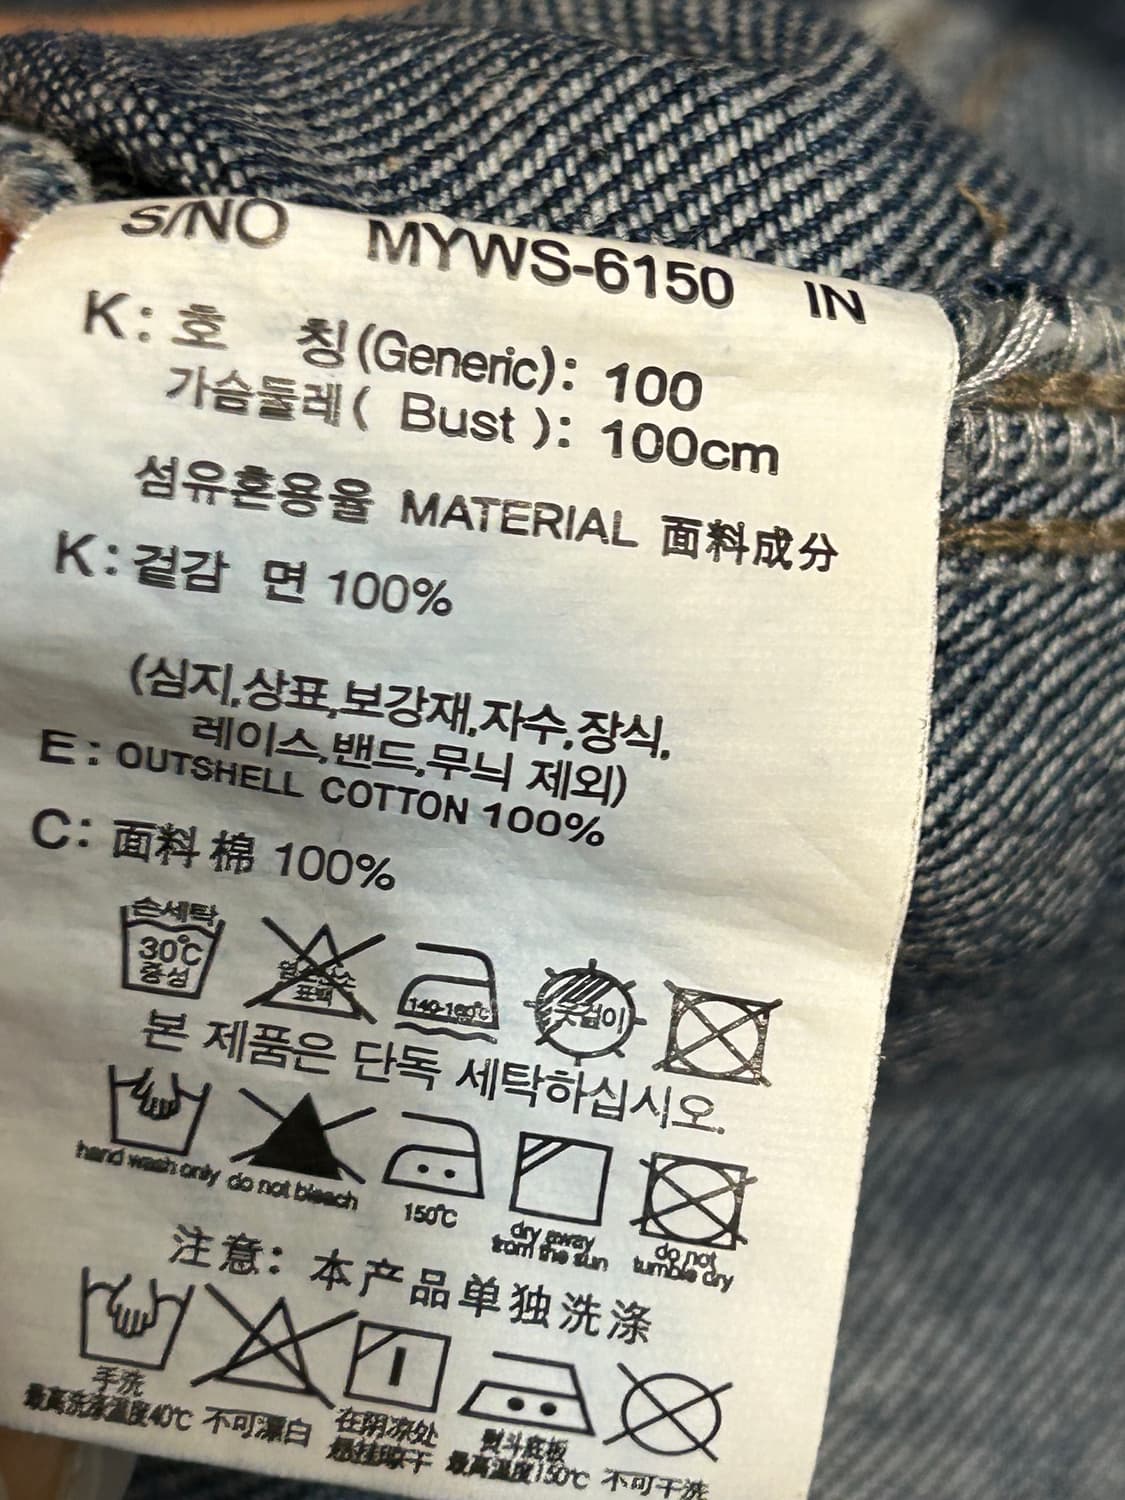 S/NO MYWS-6150 IN
K: 호 칭(Generic): 100
가슴둘레( Bust ): 100cm
섬유혼용율 MATERIAL 面料成分
K: 겉감 면 100%
(심지,상표,보강재,자수,장식,
레이스,밴드,무늬 제외)
E: OUTSHELL COTTON 100%
C: 面料 棉 100%
손세탁
30℃
중성
표백
140-160℃
옷걸이
본 제품은 단독 세탁하십시오.
hand wash only do not bleach
150℃
dry away
from the sun
do not
tumble dry
注意: 本产品单独洗涤
手洗
最高洗涤温度40℃
不可漂白
在阴凉处
悬挂晾干
熨斗底板
最高温度150℃
不可干洗